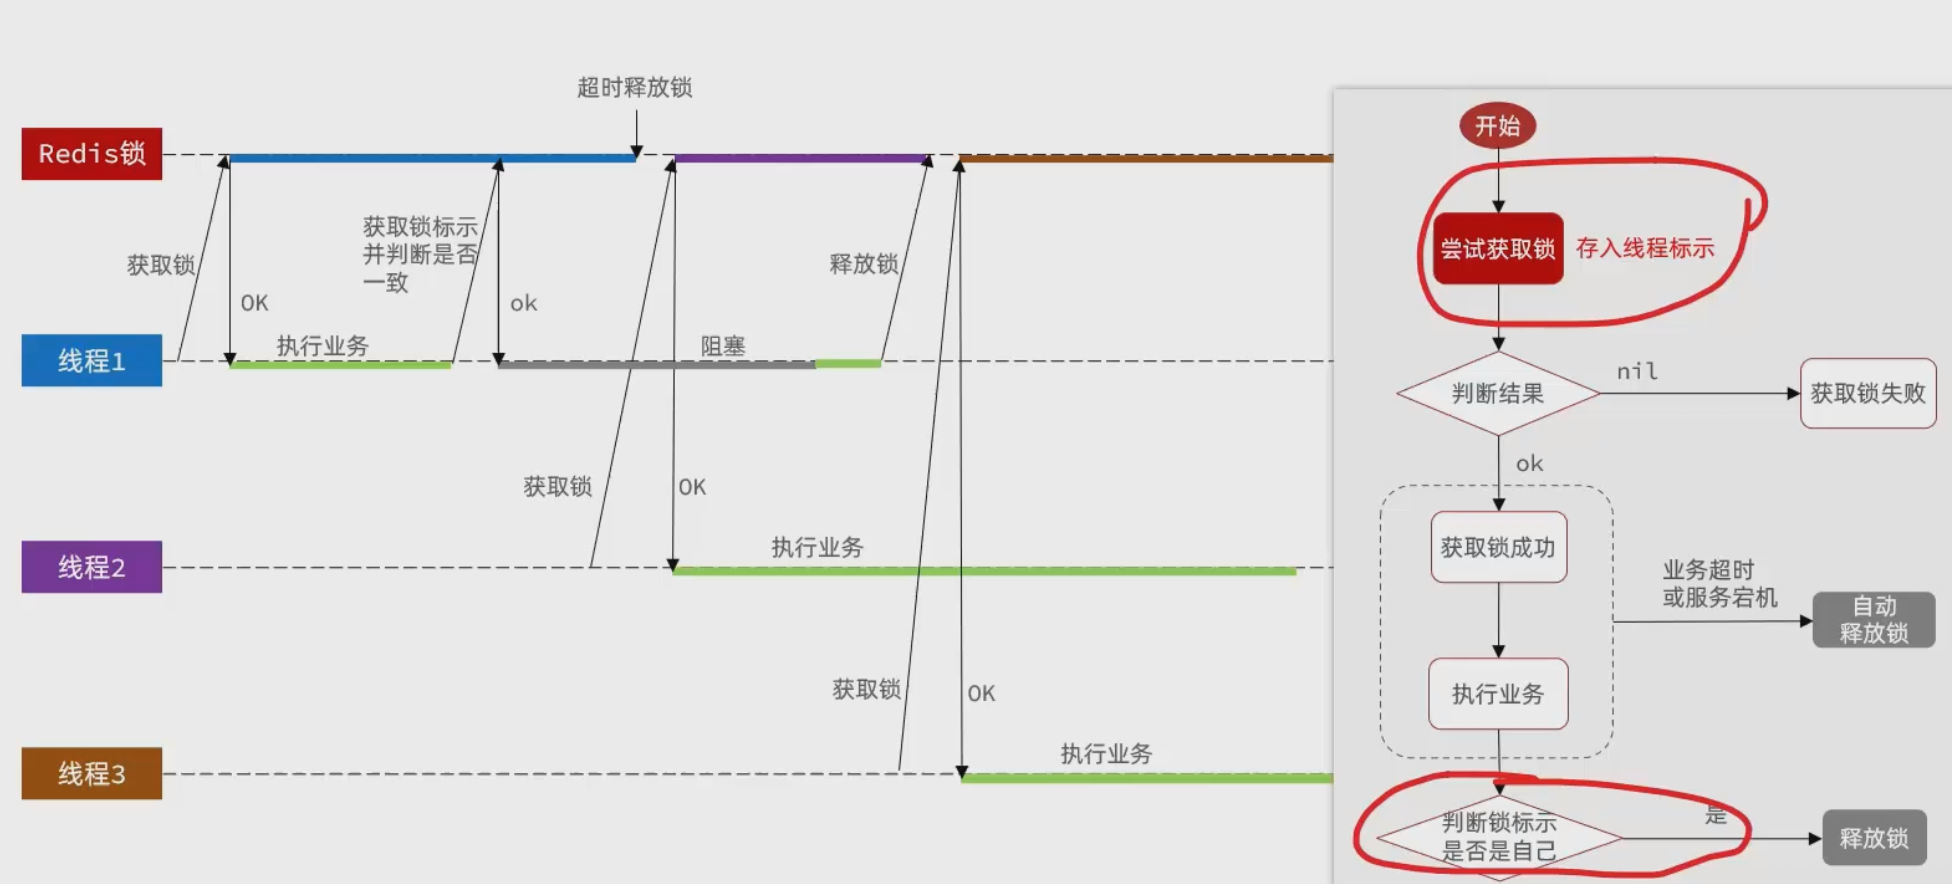 超时释放锁
Redis锁
获取锁
OK
获取锁标示
并判断是否
一致
ok
释放锁
线程1
执行业务
阻塞
获取锁
OK
线程2
执行业务
获取锁
OK
线程3
执行业务
开始
尝试获取锁
存入线程标示
判断结果
nil
获取锁失败
ok
获取锁成功
执行业务
业务超时
或服务宕机
自动
释放锁
判断锁标示
是否是自己
是
释放锁